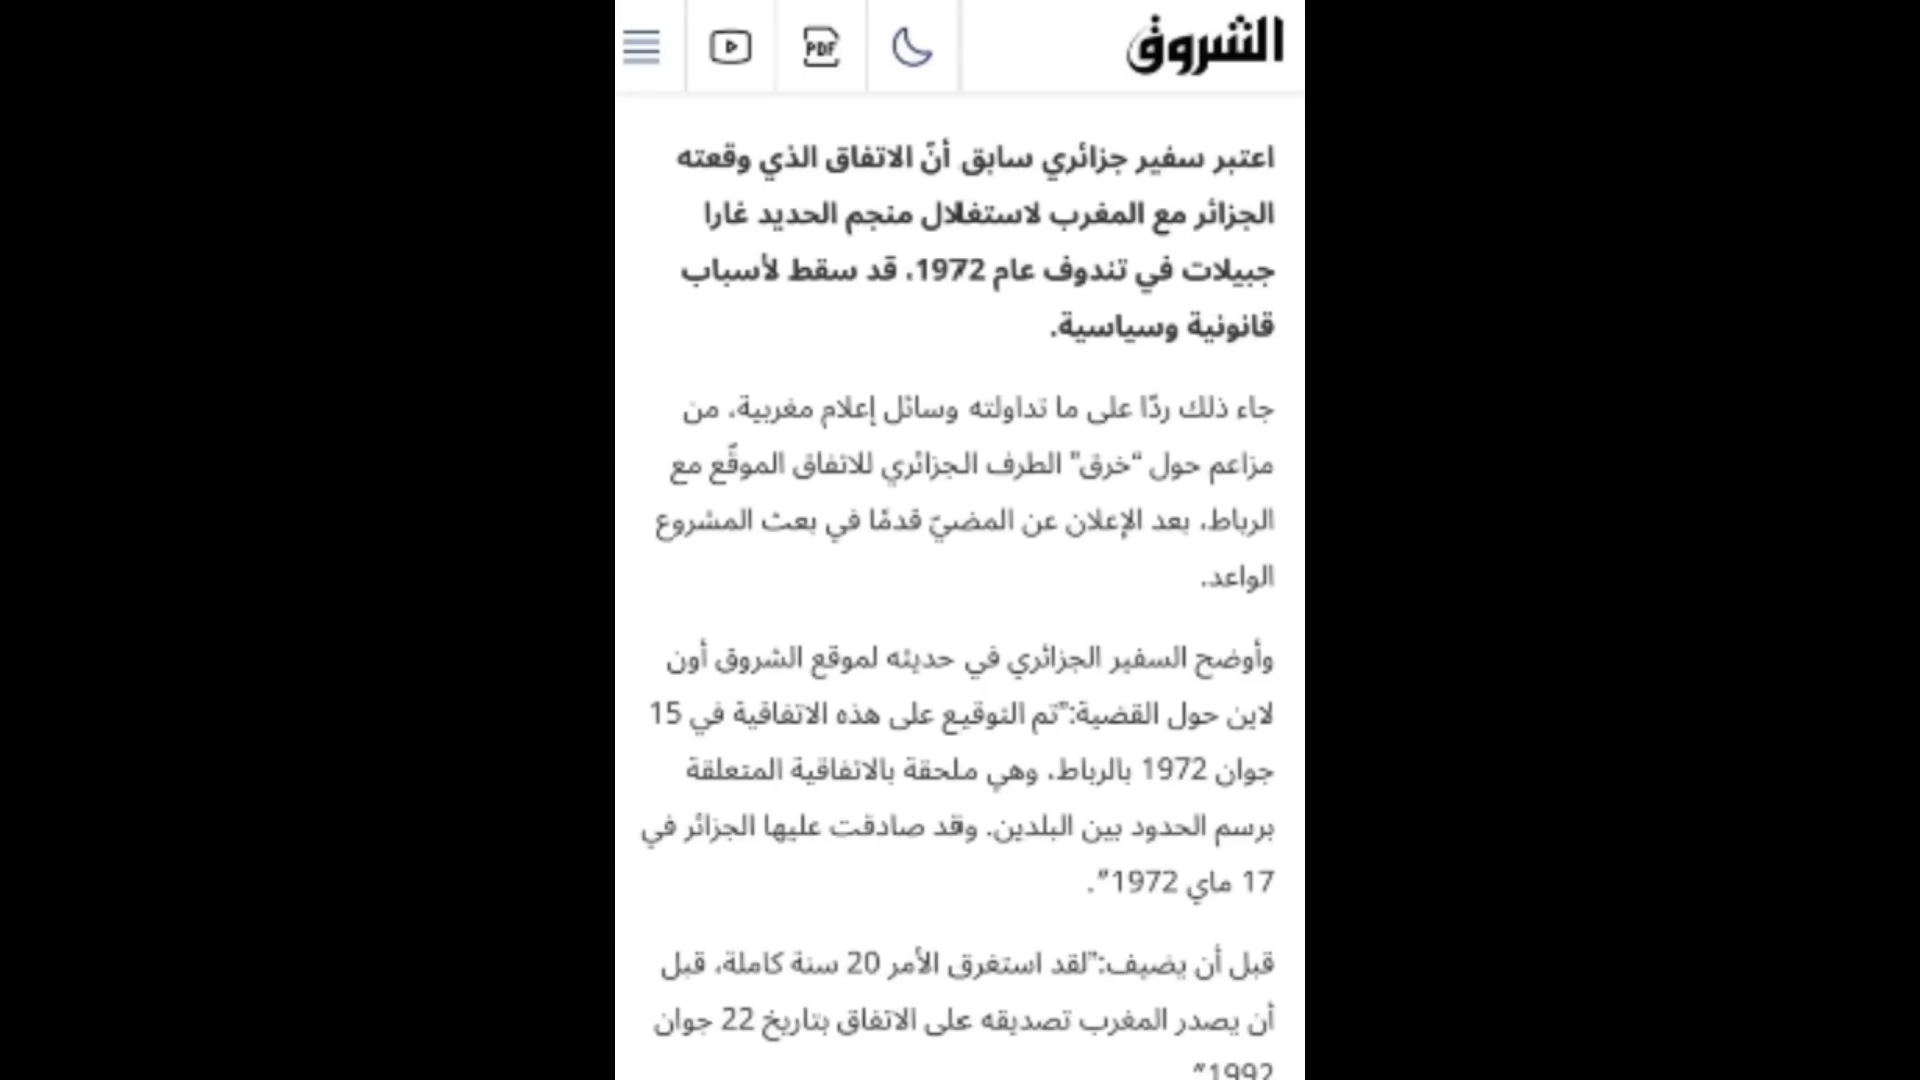 الشروق
PDF
اعتبر سفير جزائري سابق أنّ الاتفاق الذي وقعته
الجزائر مع المغرب لاستغلال منجم الحديد غارا
جبيلات في تندوف عام 1972، قد سقط لأسباب
قانونية وسياسية.
جاء ذلك ردّا على ما تداولته وسائل إعلام مغربية، من
مزاعم حول “خرق" الطرف الجزائري للاتفاق الموقّع مع
الرباط، بعد الإعلان عن المضيّ قدمًا في بعث المشروع
الواعد.
وأوضح السفير الجزائري في حديثه لموقع الشروق أون
لاين حول القضية:”تم التوقيع على هذه الاتفاقية في 15
جوان 1972 بالرباط، وهي ملحقة بالاتفاقية المتعلقة
برسم الحدود بين البلدين. وقد صادقت عليها الجزائر في
17 ماي 1972”.
قبل أن يضيف:”لقد استغرق الأمر 20 سنة كاملة، قبل
أن يصدر المغرب تصديقه على الاتفاق بتاريخ 22 جوان
1992”